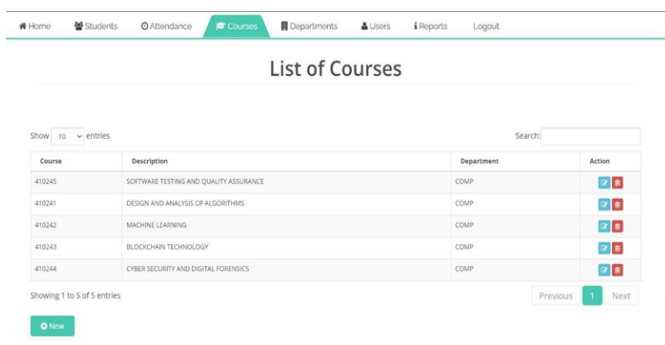 Home Students Attendance Courses Departments Users Reports Logout
List of Courses
Show 10 entries Search:
Course Description Department Action
410245 SOFTWARE TESTING AND QUALITY ASSURANCE COMP
410241 DESIGN AND ANALYSIS OF ALGORITHMS COMP
410242 MACHINE LEARNING COMP
410243 BLOCKCHAIN TECHNOLOGY COMP
410244 CYBER SECURITY AND DIGITAL FORENSICS COMP
Showing 1 to 5 of 5 entries Previous 1 Next
New